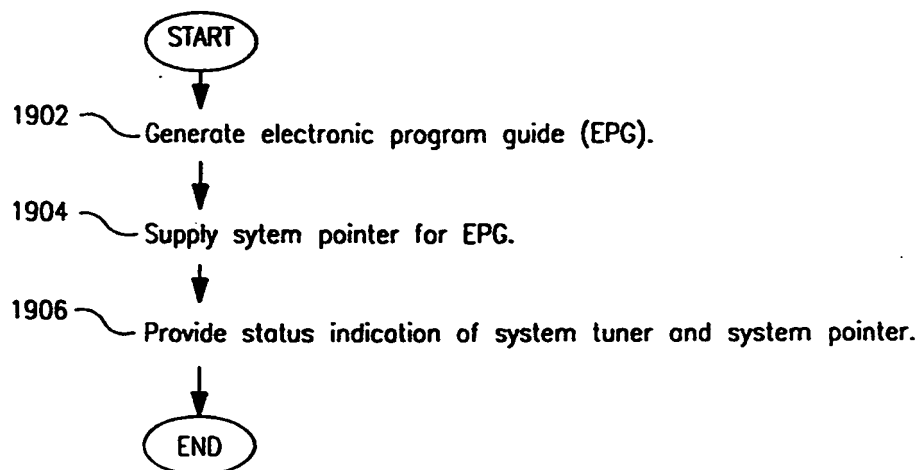 START
1902
Generate electronic program guide (EPG).
1904
Supply sytem pointer for EPG.
1906
Provide status indication of system tuner and system pointer.
END